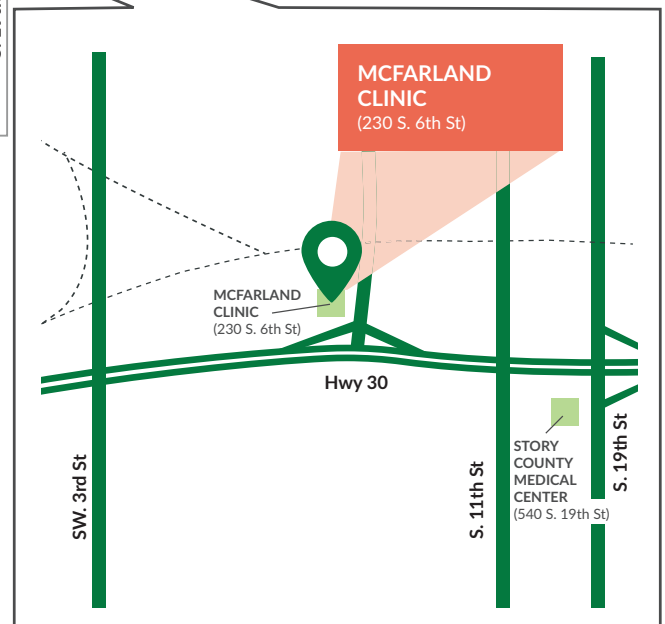 MCFARLAND
CLINIC
(230 S. 6th St)
MCFARLAND
CLINIC
(230 S. 6th St)
Hwy 30
SW. 3rd St
S. 11th St
STORY
COUNTY
MEDICAL
CENTER
(540 S. 19th St)
S. 19th St